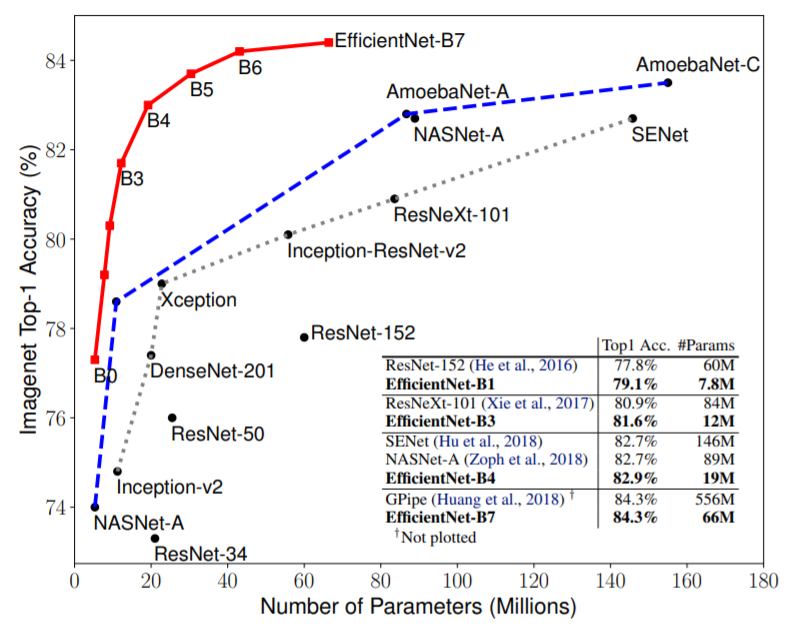 EfficientNet-B7
84
B6
AmoebaNet-C
B5
AmoebaNet-A
B4
NASNet-A
SENet
82
B3
ResNeXt-101
80
Inception-ResNet-v2
Xception
78
ResNet-152
B0
DenseNet-201
76
ResNet-50
Inception-v2
74
NASNet-A
ResNet-34
Imagenet Top-1 Accuracy (%)
Top1 Acc. #Params
ResNet-152 (He et al., 2016) 77.8% 60M
EfficientNet-B1 79.1% 7.8M
ResNeXt-101 (Xie et al., 2017) 80.9% 84M
EfficientNet-B3 81.6% 12M
SENet (Hu et al., 2018) 82.7% 146M
NASNet-A (Zoph et al., 2018) 82.7% 89M
EfficientNet-B4 82.9% 19M
GPipe (Huang et al., 2018) † 84.3% 556M
EfficientNet-B7 84.3% 66M
†Not plotted
0 20 40 60 80 100 120 140 160 180
Number of Parameters (Millions)